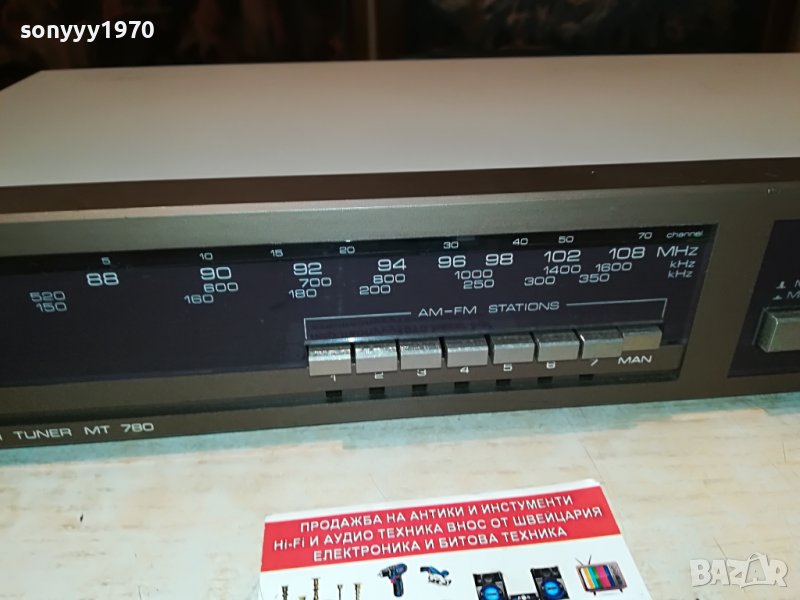 sonyyy1970
5 10 15 20 30 40 50 70 channel
88 90 92 94 96 98 102 108 MHz
520 600 700 800 1000 1400 1600 kHz
150 160 180 200 250 300 350 kHz
AM-FM STATIONS
1 2 3 4 5 6 7 MAN
TUNER MT 780
ПРОДАЖБА НА АНТИКИ И ИНСТУМЕНТИ
Hi-Fi И АУДИО ТЕХНИКА ВНОС ОТ ШВЕЙЦАРИЯ
ЕЛЕКТРОНИКА И БИТОВА ТЕХНИКА
BAZAR